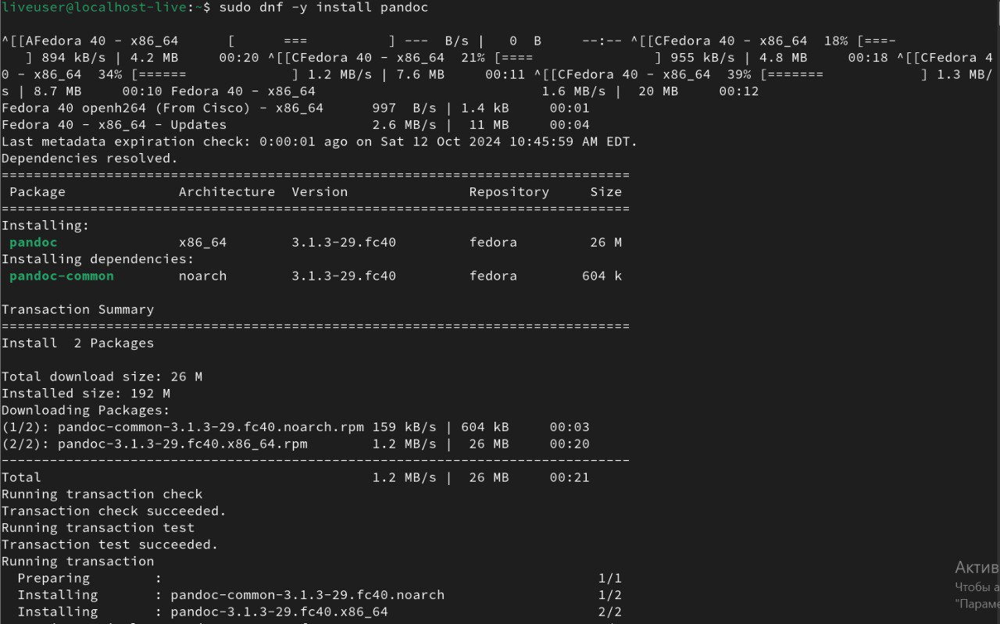 liveuser@localhost-live:~$ sudo dnf -y install pandoc
^[[AFedora 40 - x86_64      [      ===          ] ---  B/s |   0  B     --:-- ^[[CFedora 40 - x86_64  18% [===-
   ] 894 kB/s | 4.2 MB     00:20 ^[[CFedora 40 - x86_64  21% [====               ] 955 kB/s | 4.8 MB     00:18 ^[[CFedora 4
0 - x86_64  34% [======             ] 1.2 MB/s | 7.6 MB     00:11 ^[[CFedora 40 - x86_64  39% [=======            ] 1.3 MB/
s | 8.7 MB     00:10 Fedora 40 - x86_64                            1.6 MB/s |  20 MB     00:12
Fedora 40 openh264 (From Cisco) - x86_64      997  B/s | 1.4 kB     00:01
Fedora 40 - x86_64 - Updates                  2.6 MB/s |  11 MB     00:04
Last metadata expiration check: 0:00:01 ago on Sat 12 Oct 2024 10:45:59 AM EDT.
Dependencies resolved.
================================================================================
 Package              Architecture  Version               Repository     Size
================================================================================
Installing:
 pandoc               x86_64        3.1.3-29.fc40         fedora         26 M
Installing dependencies:
 pandoc-common        noarch        3.1.3-29.fc40         fedora        604 k
Transaction Summary
================================================================================
Install  2 Packages
Total download size: 26 M
Installed size: 192 M
Downloading Packages:
(1/2): pandoc-common-3.1.3-29.fc40.noarch.rpm 159 kB/s | 604 kB     00:03
(2/2): pandoc-3.1.3-29.fc40.x86_64.rpm        1.2 MB/s |  26 MB     00:20
--------------------------------------------------------------------------------
Total                                         1.2 MB/s |  26 MB     00:21
Running transaction check
Transaction check succeeded.
Running transaction test
Transaction test succeeded.
Running transaction
  Preparing        :                                                      1/1
  Installing       : pandoc-common-3.1.3-29.fc40.noarch                   1/2
  Installing       : pandoc-3.1.3-29.fc40.x86_64                          2/2
Актив
Чтобы а
"Параме